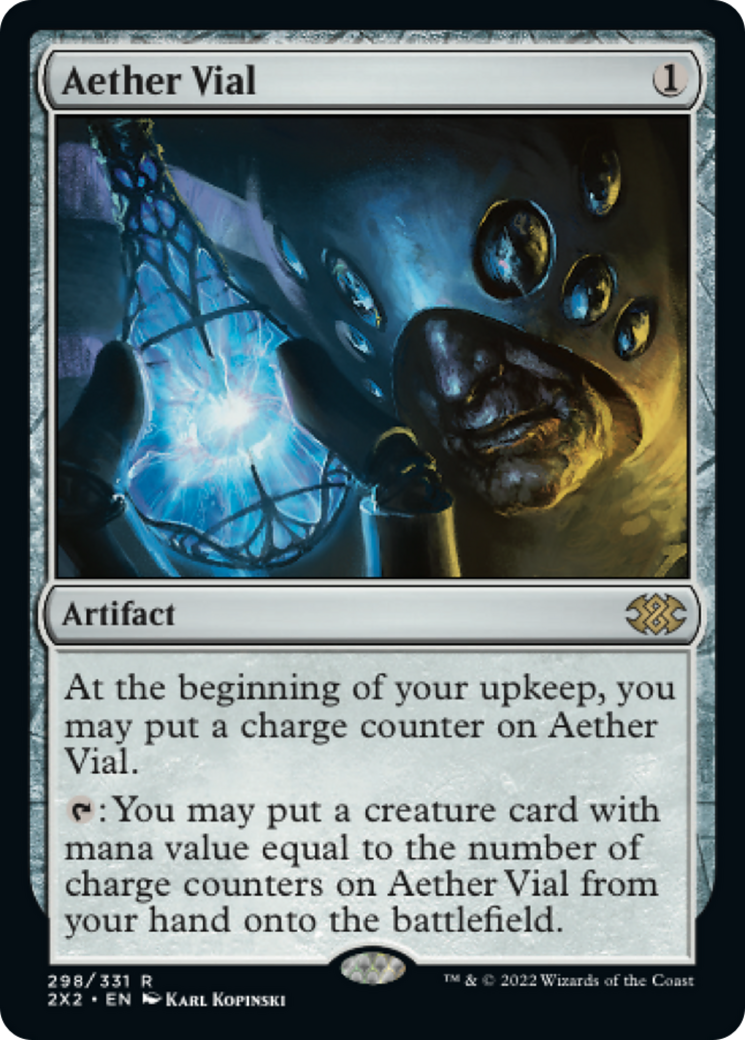 Aether Vial 1
Artifact
At the beginning of your upkeep, you
may put a charge counter on Aether
Vial.
: You may put a creature card with
mana value equal to the number of
charge counters on Aether Vial from
your hand onto the battlefield.
298/331 R ™ & © 2022 Wizards of the Coast
2X2 • EN Karl Kopinski